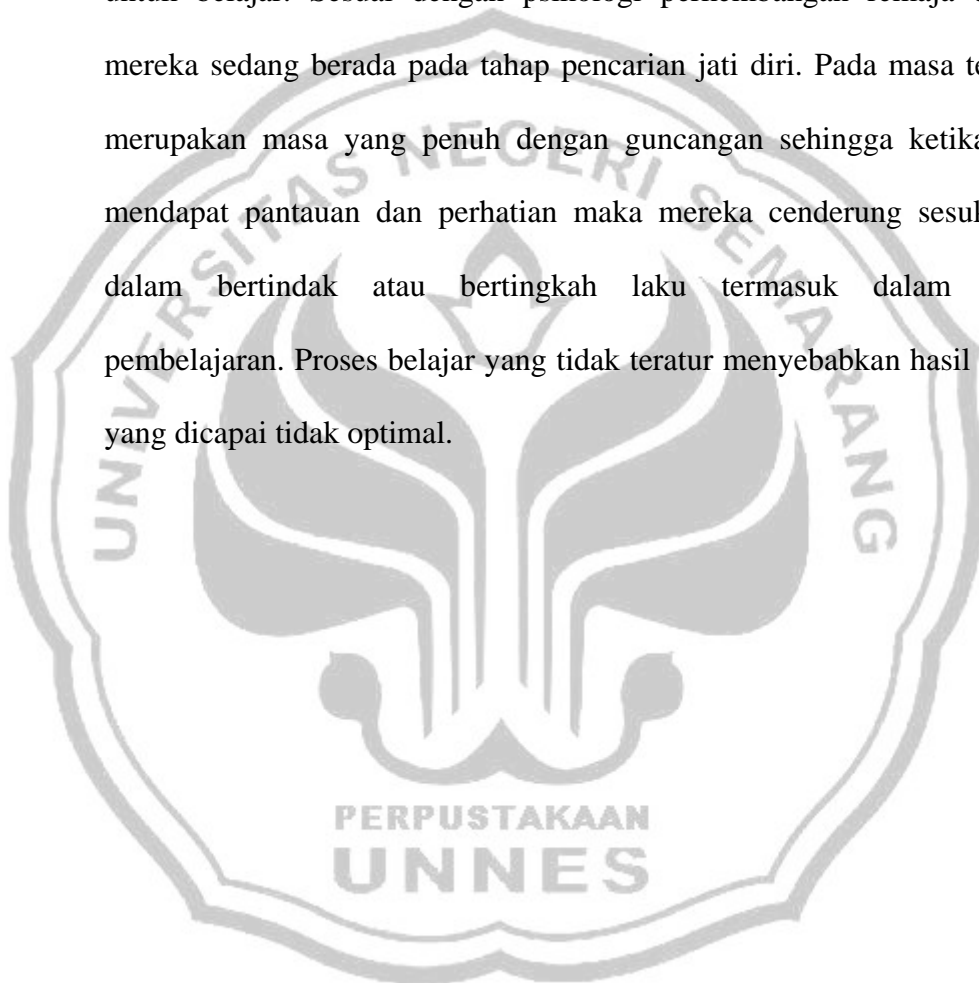 untuk belajar. Sesuai dengan psikologi perkembangan remaja
mereka sedang berada pada tahap pencarian jati diri. Pada masa te
merupakan masa yang penuh dengan guncangan sehingga ketika
mendapat pantauan dan perhatian maka mereka cenderung sesuk
dalam bertindak atau bertingkah laku termasuk dalam
pembelajaran. Proses belajar yang tidak teratur menyebabkan hasil
yang dicapai tidak optimal.
UNIVERSITAS NEGERI SEMARANG
PERPUSTAKAAN
UNNES